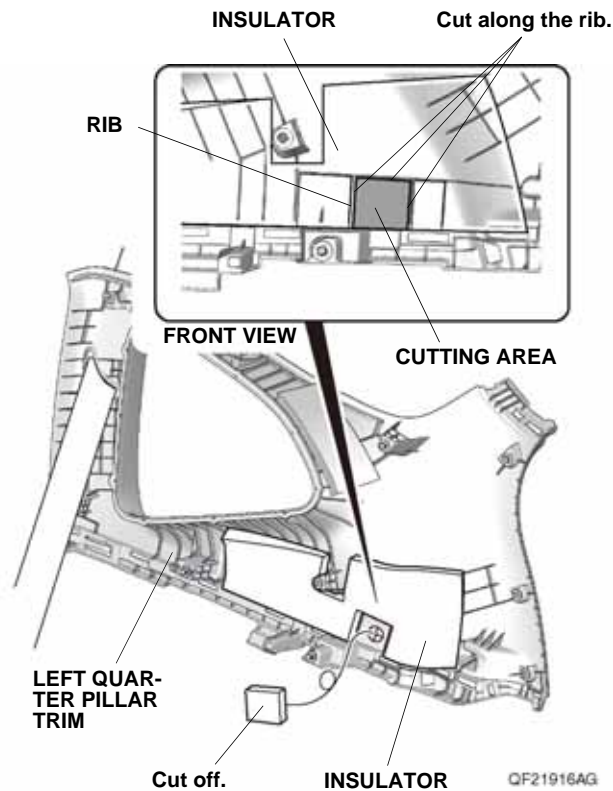 INSULATOR
Cut along the rib.
RIB
FRONT VIEW
CUTTING AREA
LEFT QUAR-
TER PILLAR
TRIM
Cut off.
INSULATOR
QF21916AG